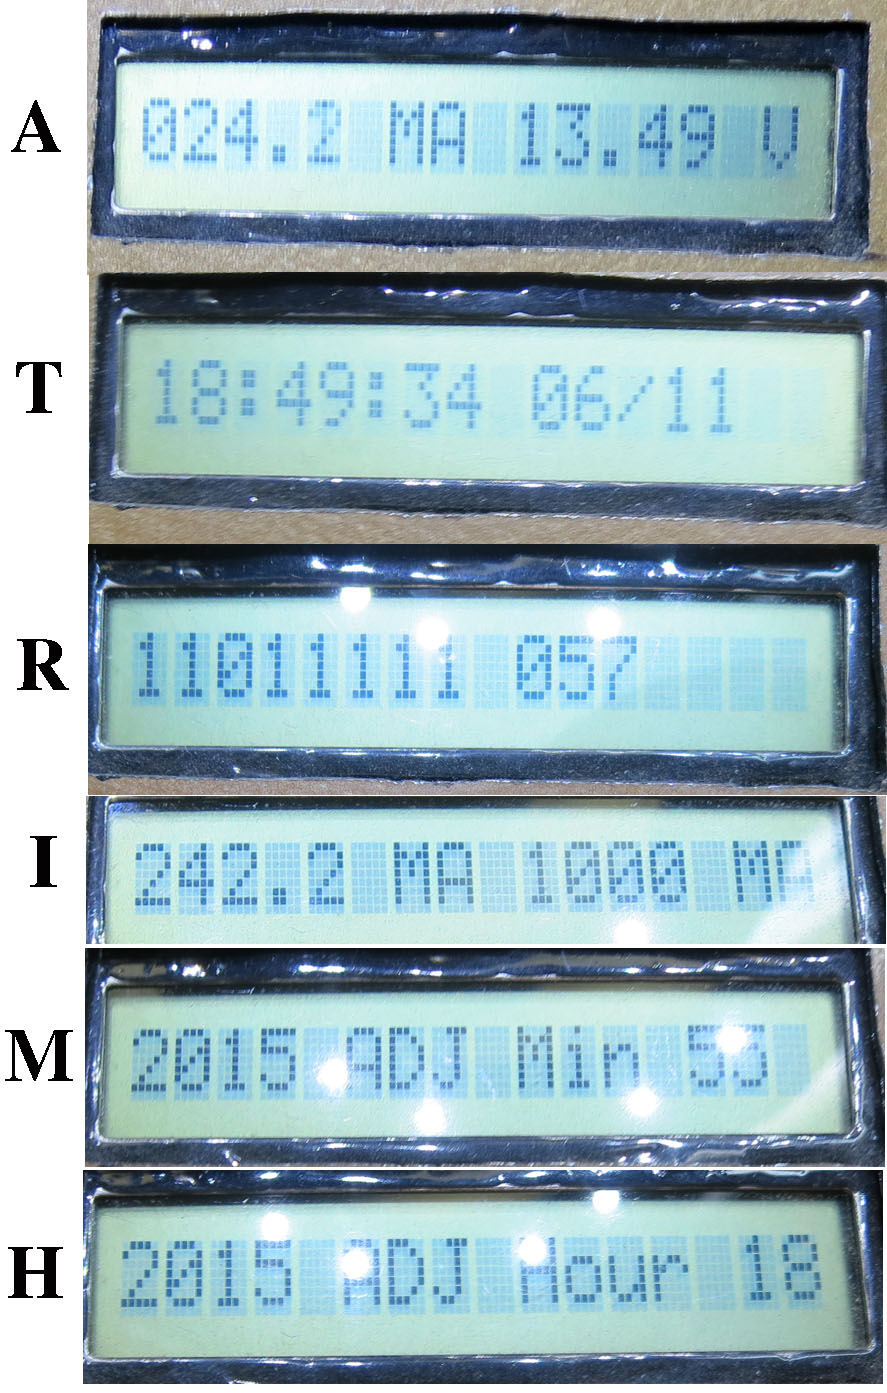 A
024.2 MA 13.49 V
T
18:49:34 06/11
R
11011111 057
I
242.2 MA 1000 MA
M
2015 ADJ Min 53
H
2015 ADJ Hour 18